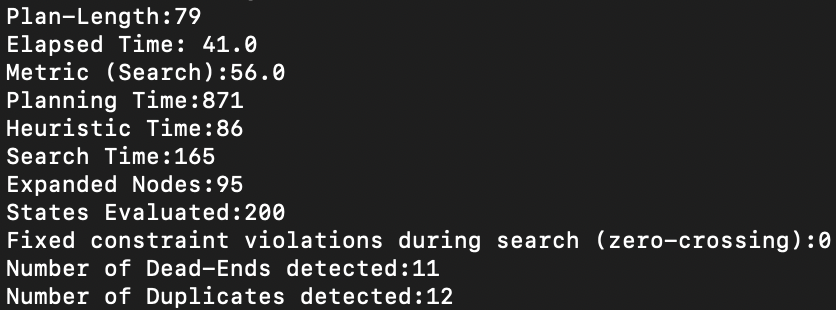 Plan-Length:79
Elapsed Time: 41.0
Metric (Search):56.0
Planning Time:871
Heuristic Time:86
Search Time:165
Expanded Nodes:95
States Evaluated:200
Fixed constraint violations during search (zero-crossing):0
Number of Dead-Ends detected:11
Number of Duplicates detected:12